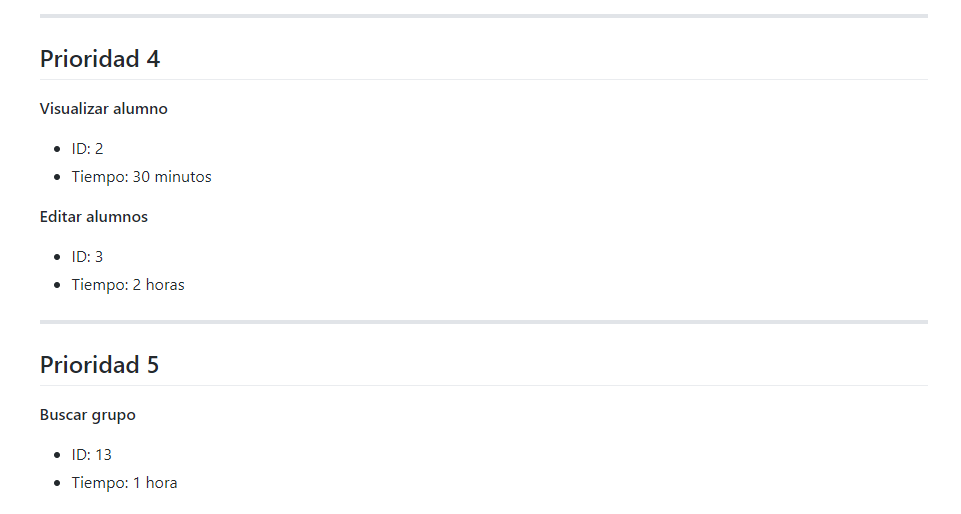 Prioridad 4
Visualizar alumno
ID: 2
Tiempo: 30 minutos
Editar alumnos
ID: 3
Tiempo: 2 horas
Prioridad 5
Buscar grupo
ID: 13
Tiempo: 1 hora